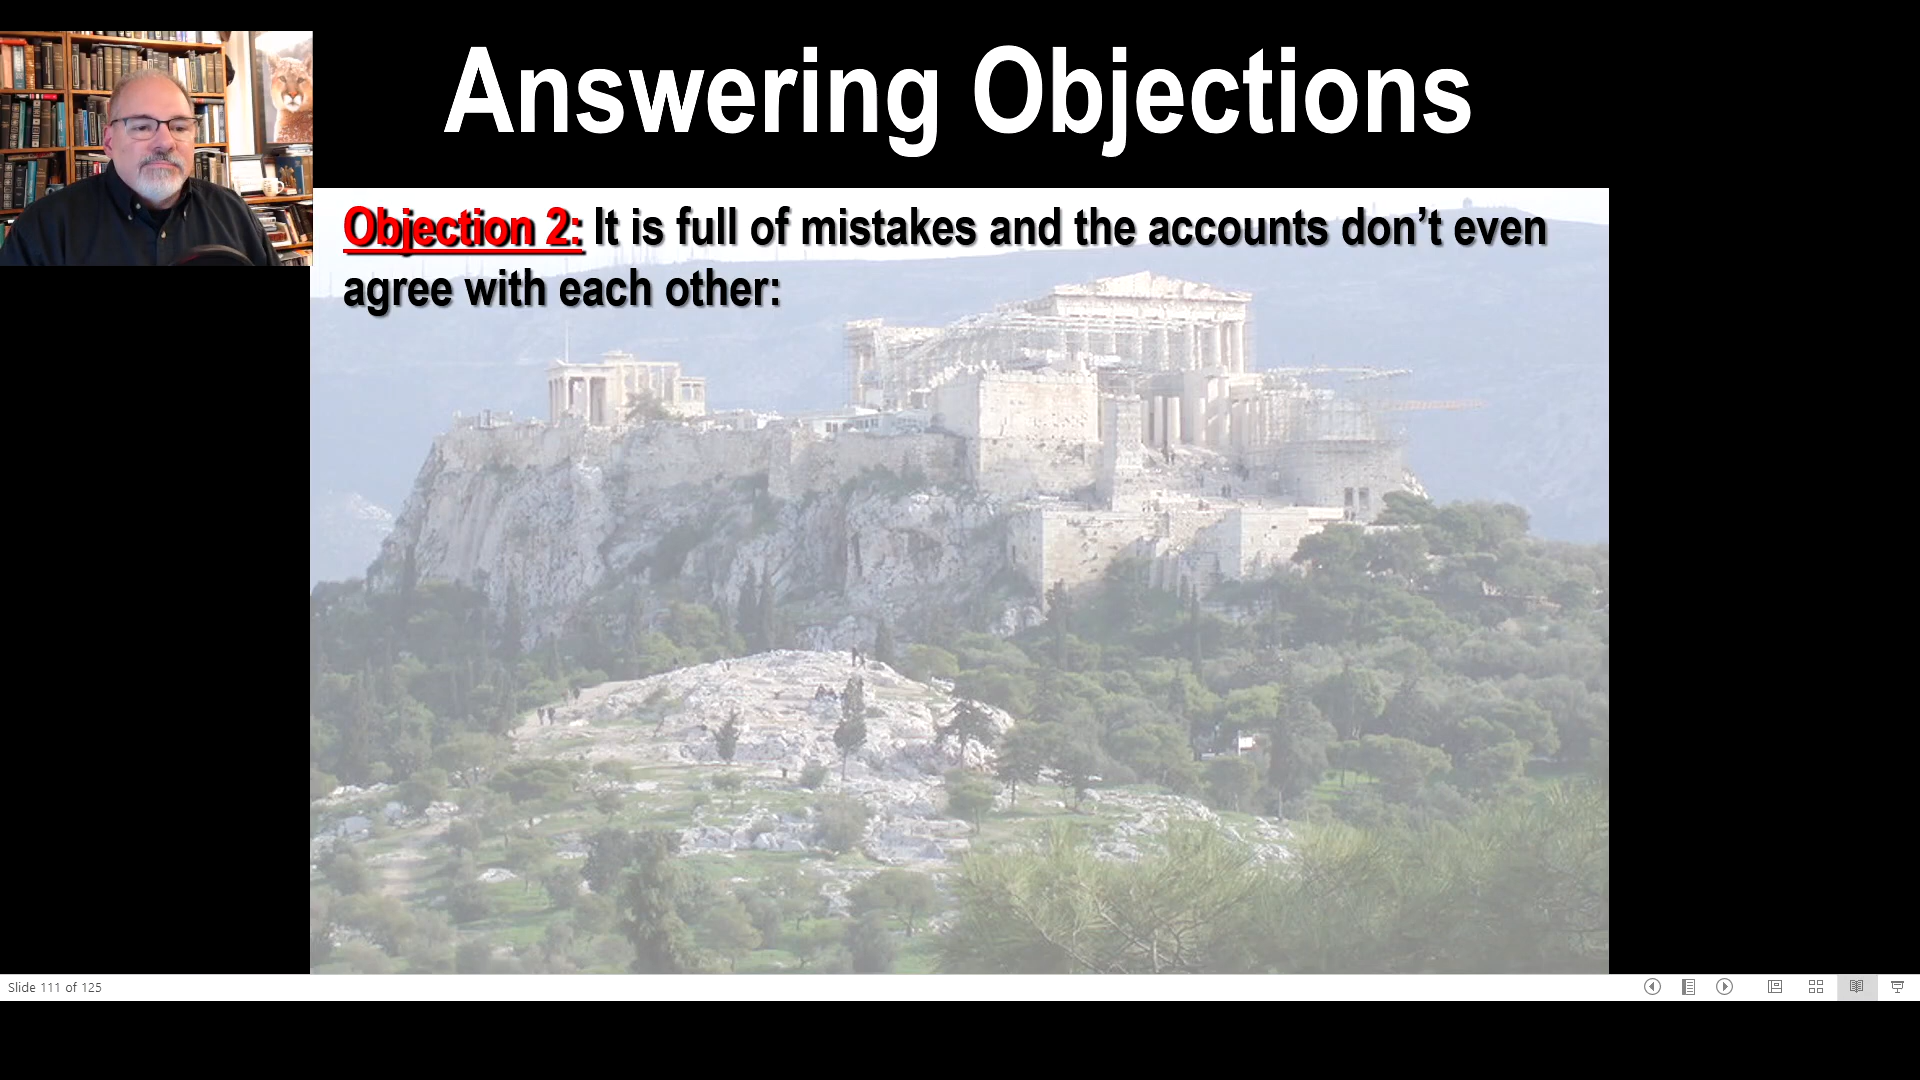 Answering Objections
Objection 2: It is full of mistakes and the accounts don’t even
agree with each other:
Slide 111 of 125